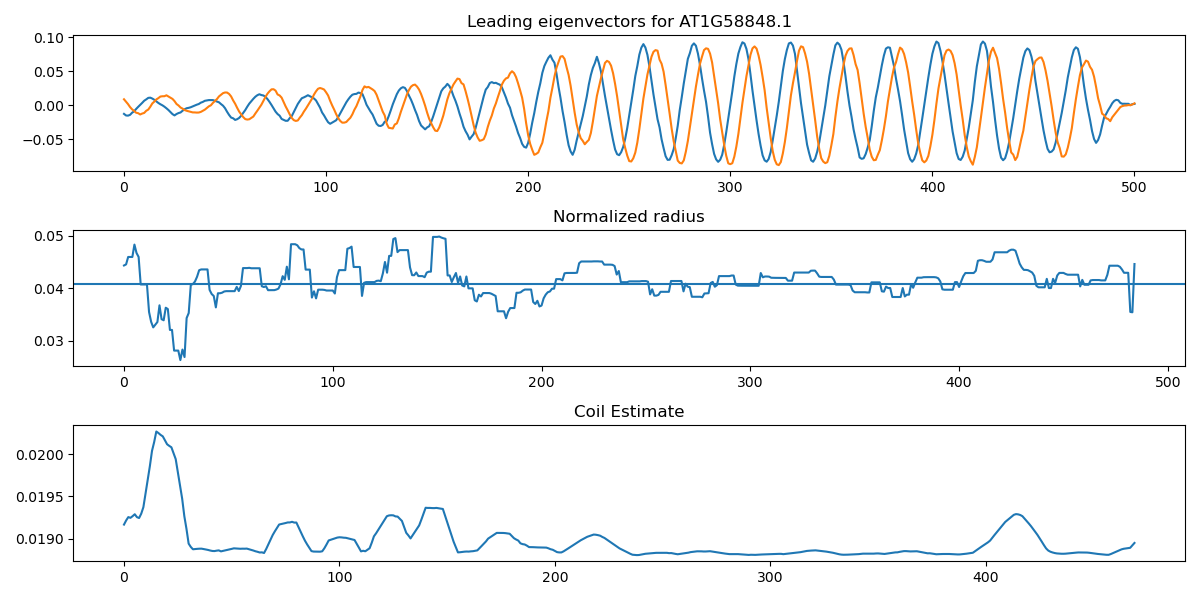 Leading eigenvectors for AT1G58848.1
0.10
0.05
0.00
−0.05
0 100 200 300 400 500
Normalized radius
0.05
0.04
0.03
0 100 200 300 400 500
Coil Estimate
0.0200
0.0195
0.0190
0 100 200 300 400